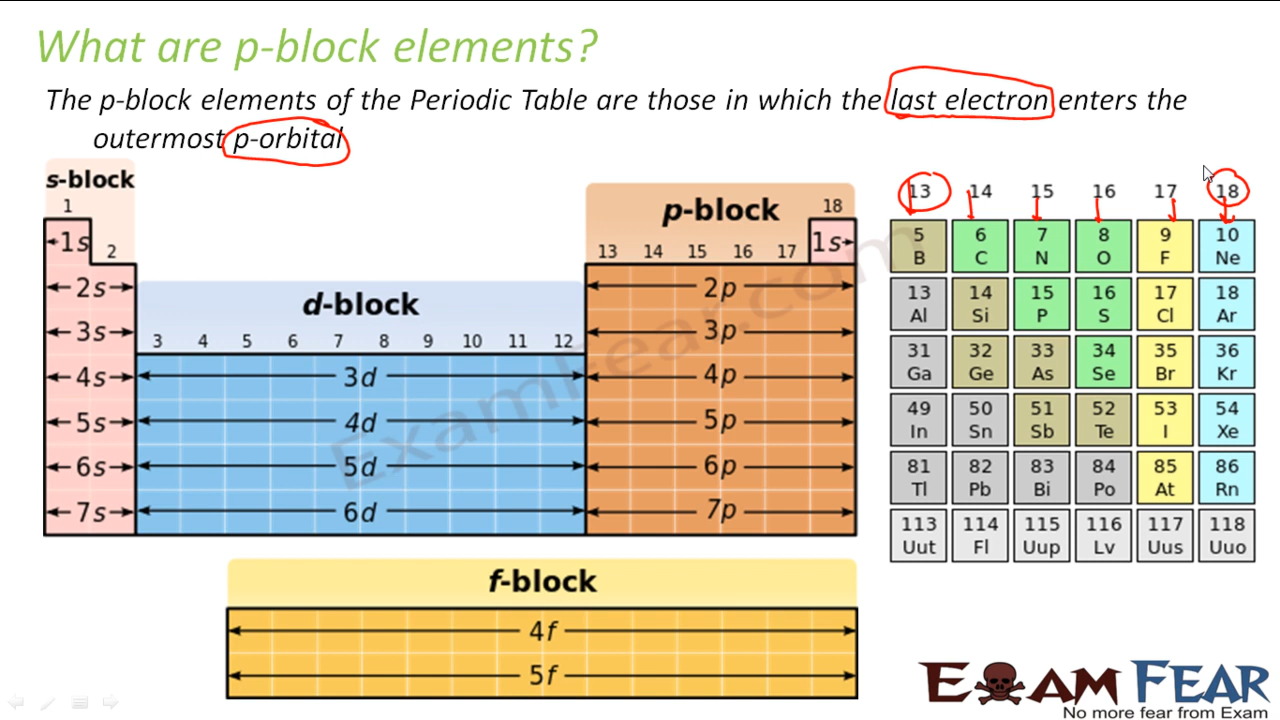 What are p-block elements?
The p-block elements of the Periodic Table are those in which the last electron enters the
outermost p-orbital
s-block
1
1s
2
2s
3s
4s
5s
6s
7s
d-block
3 4 5 6 7 8 9 10 11 12
3d
4d
5d
6d
p-block
18
13 14 15 16 17 1s
2p
3p
4p
5p
6p
7p
f-block
4f
5f
13 14 15 16 17 18
5 6 7 8 9 10
B C N O F Ne
13 14 15 16 17 18
Al Si P S Cl Ar
31 32 33 34 35 36
Ga Ge As Se Br Kr
49 50 51 52 53 54
In Sn Sb Te I Xe
81 82 83 84 85 86
Tl Pb Bi Po At Rn
113 114 115 116 117 118
Uut Fl Uup Lv Uus Uuo
ExamFear.com
EXAM FEAR
No more fear from Exam